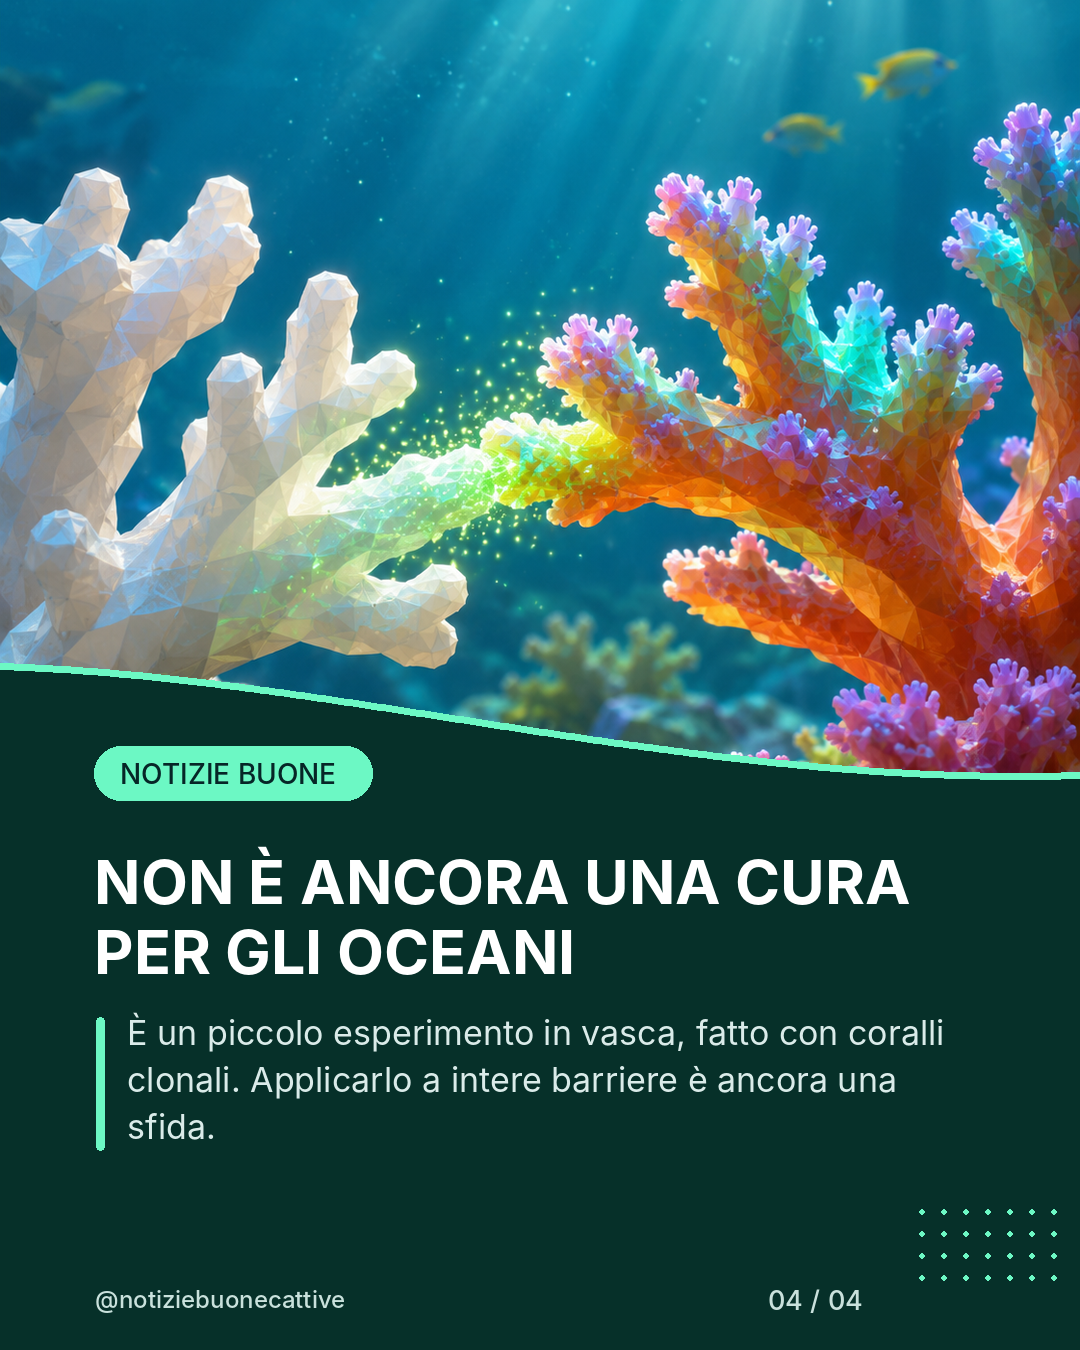 NOTIZIE BUONE
NON È ANCORA UNA CURA
PER GLI OCEANI
È un piccolo esperimento in vasca, fatto con coralli
clonali. Applicarlo a intere barriere è ancora una
sfida.
@notiziebuonecattive
04 / 04